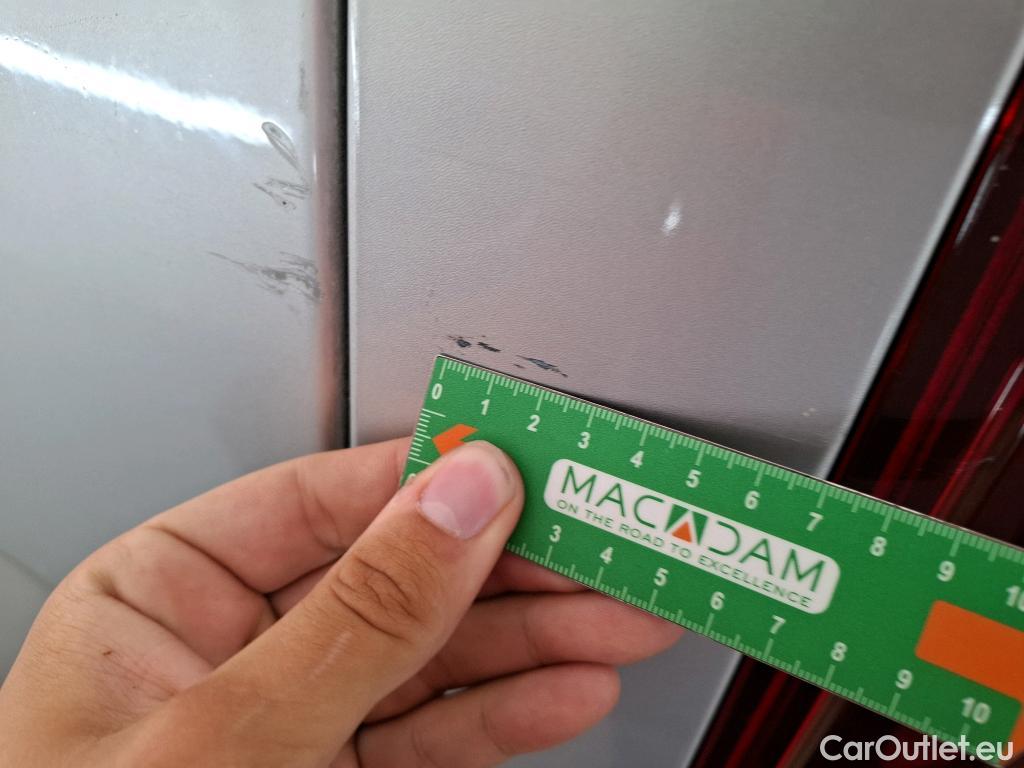 0 1 2 3 4 5 6 7 8 9 10
MACADAM
ON THE ROAD TO EXCELLENCE
3 4 5 6 7 8 9 10
CarOutlet.eu